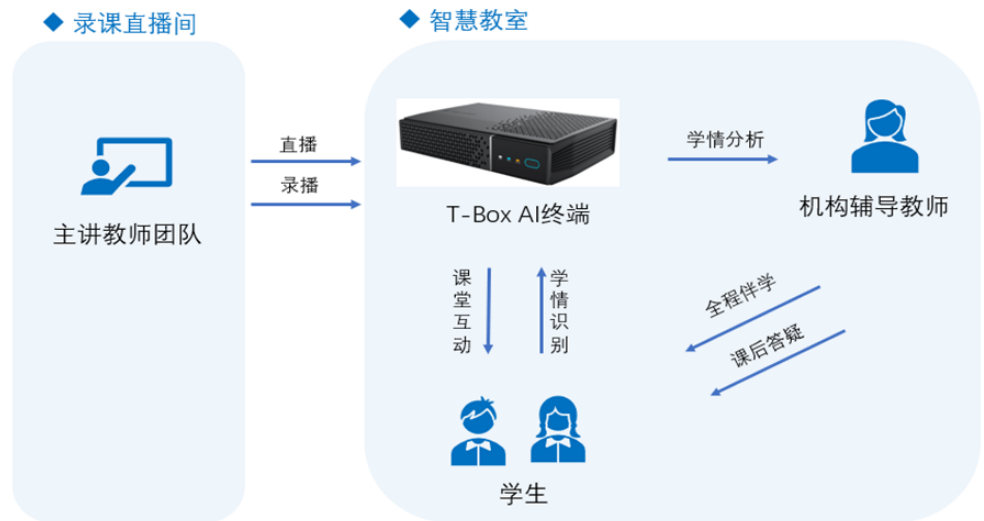 录课直播间
智慧教室
主讲教师团队
直播
录播
T-Box AI终端
学情分析
机构辅导教师
课堂互动
学情识别
全程伴学
课后答疑
学生